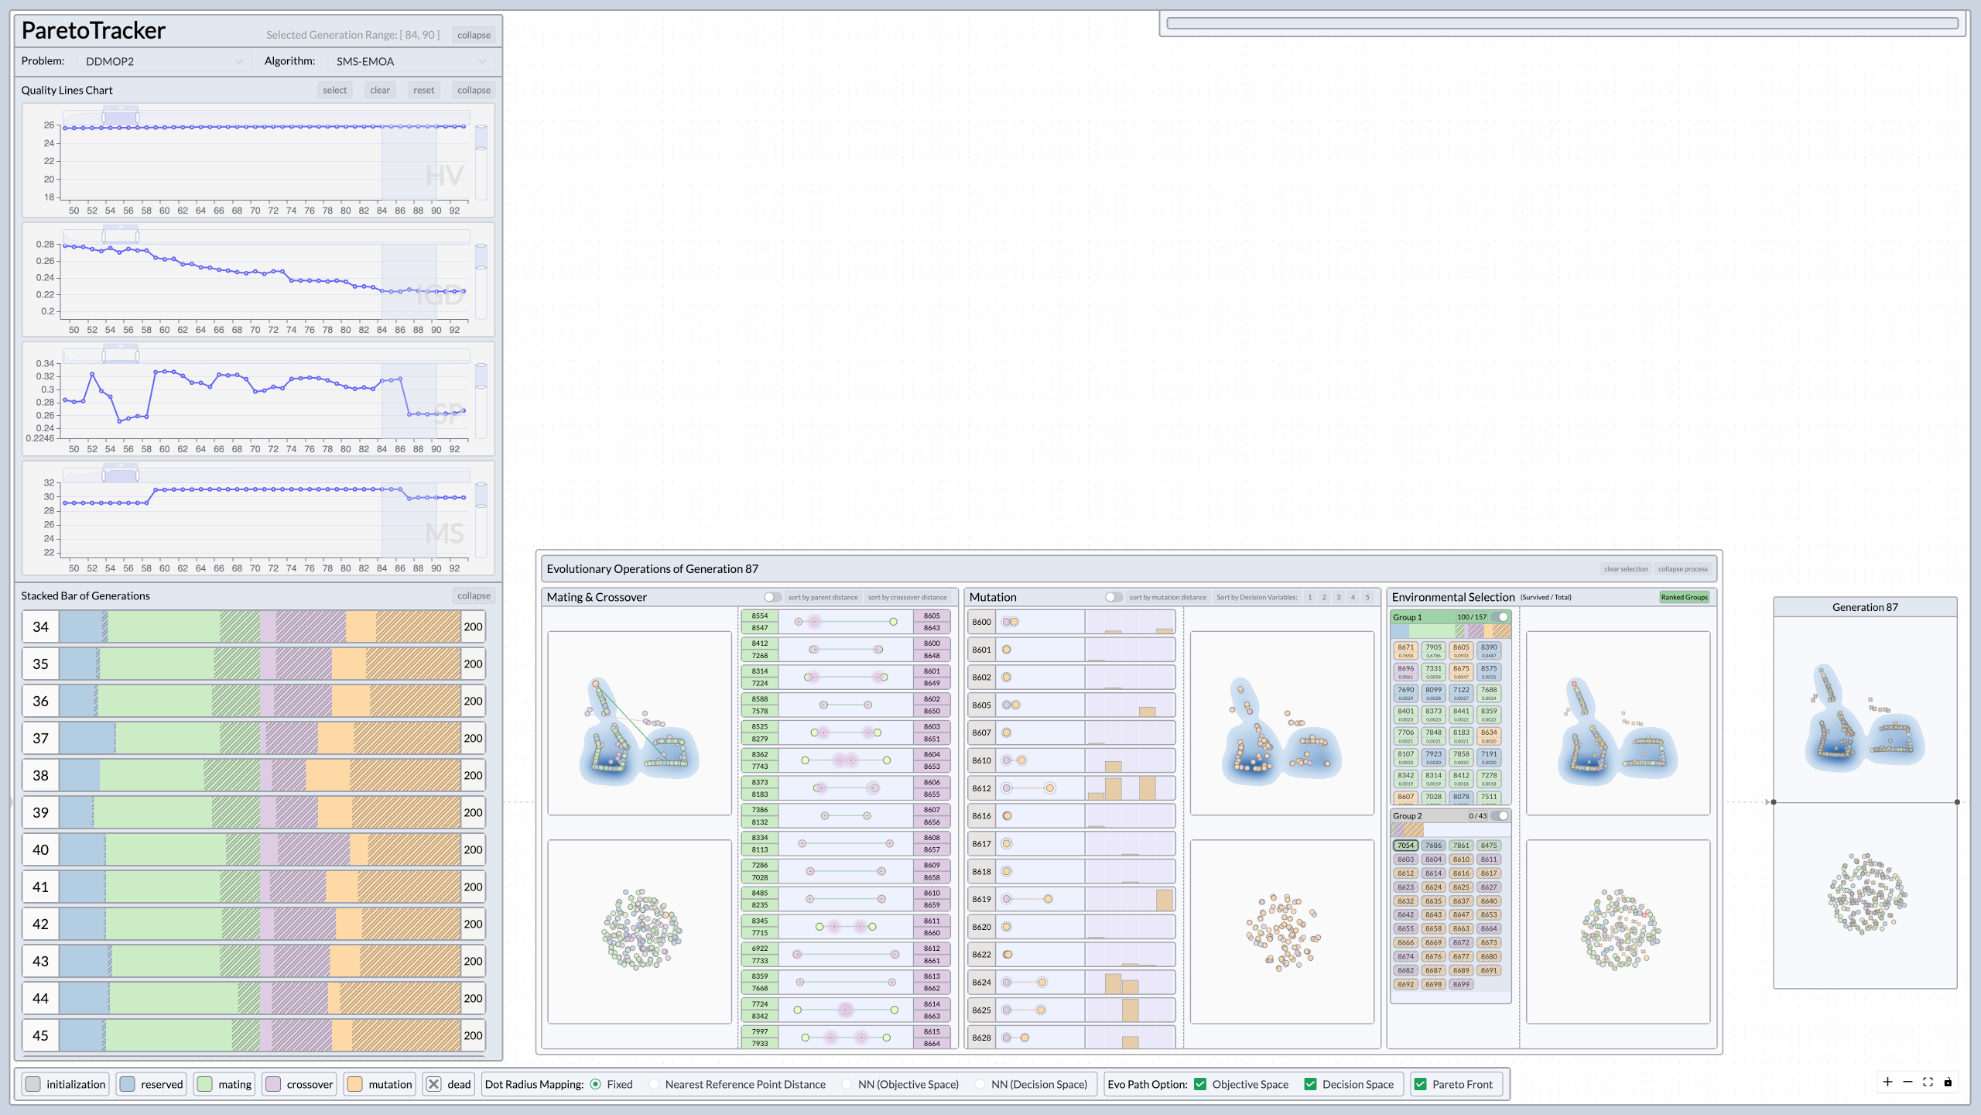 ParetoTracker
Selected Generation Range: [ 84, 90 ]
collapse
Problem: DDMOP2 Algorithm: SMS-EMOA
Quality Lines Chart select clear reset collapse
26
24
22
20
18
HV
50 52 54 56 58 60 62 64 66 68 70 72 74 76 78 80 82 84 86 88 90 92
0.28
0.26
0.24
0.22
0.2
IGD
50 52 54 56 58 60 62 64 66 68 70 72 74 76 78 80 82 84 86 88 90 92
0.34
0.32
0.3
0.28
0.26
0.24
0.2246
SP
50 52 54 56 58 60 62 64 66 68 70 72 74 76 78 80 82 84 86 88 90 92
32
30
28
26
24
22
MS
50 52 54 56 58 60 62 64 66 68 70 72 74 76 78 80 82 84 86 88 90 92
Stacked Bar of Generations collapse
34 200
35 200
36 200
37 200
38 200
39 200
40 200
41 200
42 200
43 200
44 200
45 200
Evolutionary Operations of Generation 87 clear selection collapse process
Mating & Crossover sort by parent distance sort by crossover distance
8554 8605
8547 8643
8412 8600
7268 8648
8314 8601
7224 8649
8588 8602
7578 8650
8525 8603
8279 8651
8362 8604
7743 8653
8373 8606
8183 8655
7386 8607
8132 8656
8334 8608
8113 8657
7286 8609
7028 8658
8485 8610
8235 8659
8345 8611
7715 8660
6922 8612
7733 8661
8359 8613
7668 8662
7724 8614
8342 8663
7997 8615
7933 8664
Mutation sort by mutation distance Sort by Decision Variables: 1 2 3 4 5
8600
8601
8602
8605
8607
8610
8612
8616
8617
8618
8619
8620
8622
8624
8625
8628
Environmental Selection (Survived / Total) Ranked Groups
Group 1 100 / 157
8671 7905 8605 8390
8696 7331 8675 8575
7690 8099 7122 7688
8401 8373 8441 8359
7706 7848 8183 8634
8107 7923 7858 7191
8342 8314 8412 7278
8607 7028 8078 7511
Group 2 0 / 43
7054 7686 7861 8475
8603 8604 8610 8611
8612 8614 8616 8617
8623 8624 8625 8627
8632 8635 8637 8640
8642 8643 8647 8653
8655 8658 8663 8664
8666 8669 8672 8673
8674 8676 8677 8680
8682 8687 8689 8691
8692 8698 8699
Generation 87
initialization reserved mating crossover mutation dead Dot Radius Mapping: Fixed Nearest Reference Point Distance NN (Objective Space) NN (Decision Space) Evo Path Option: Objective Space Decision Space Pareto Front